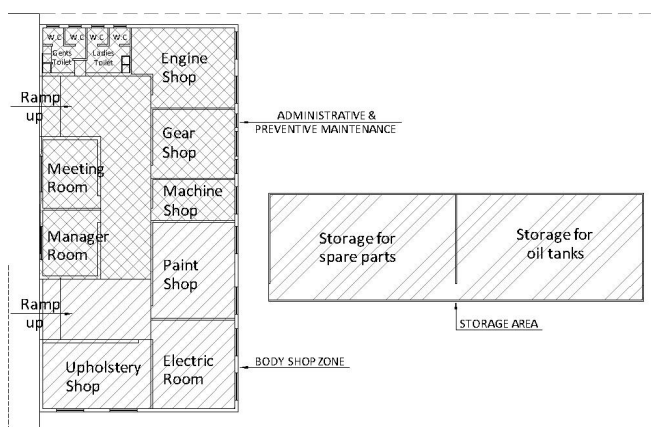 W.C W.C W.C W.C
Gents
Toilet
Ladies
Toilet
Engine
Shop
Ramp
up
ADMINISTRATIVE &
PREVENTIVE MAINTENANCE
Gear
Shop
Meeting
Room
Machine
Shop
Manager
Room
Storage for
spare parts
Storage for
oil tanks
Paint
Shop
Ramp
up
STORAGE AREA
Upholstery
Shop
Electric
Room
BODY SHOP ZONE